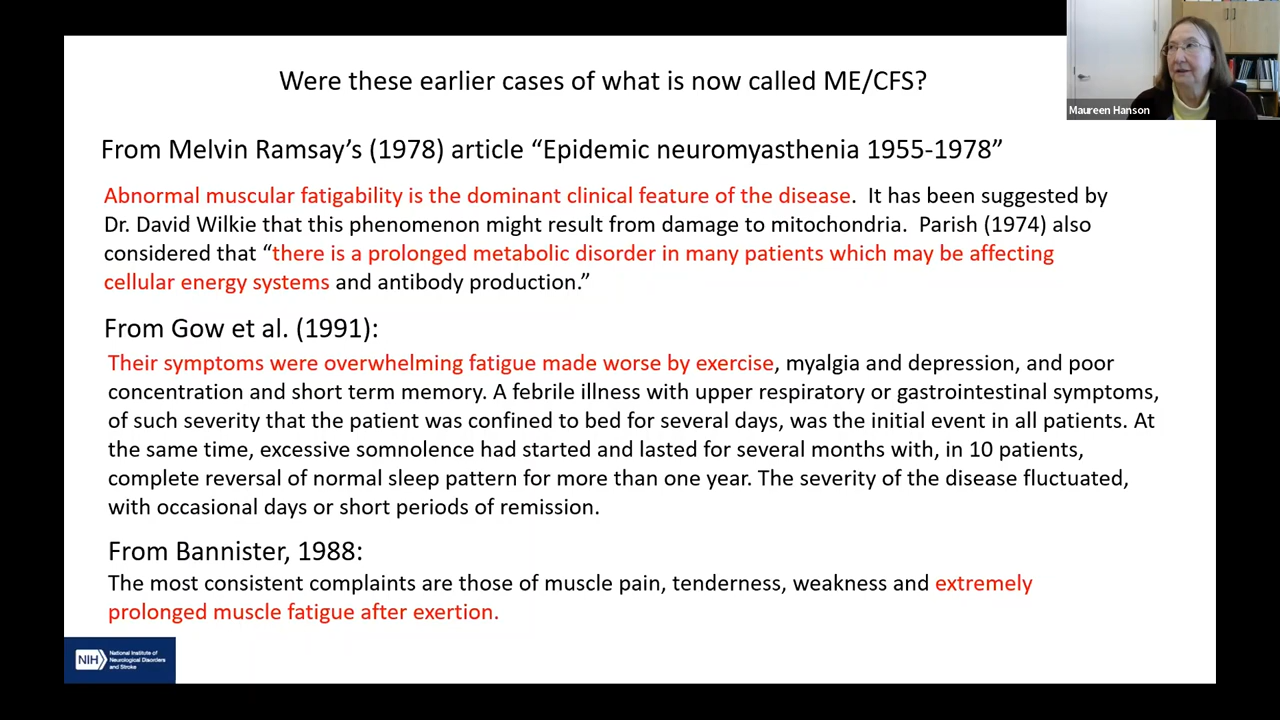 Were these earlier cases of what is now called ME/CFS?
Maureen Hanson
From Melvin Ramsay’s (1978) article “Epidemic neuromyasthenia 1955-1978”
Abnormal muscular fatigability is the dominant clinical feature of the disease. It has been suggested by
Dr. David Wilkie that this phenomenon might result from damage to mitochondria. Parish (1974) also
considered that “there is a prolonged metabolic disorder in many patients which may be affecting
cellular energy systems and antibody production.”
From Gow et al. (1991):
Their symptoms were overwhelming fatigue made worse by exercise, myalgia and depression, and poor
concentration and short term memory. A febrile illness with upper respiratory or gastrointestinal symptoms,
of such severity that the patient was confined to bed for several days, was the initial event in all patients. At
the same time, excessive somnolence had started and lasted for several months with, in 10 patients,
complete reversal of normal sleep pattern for more than one year. The severity of the disease fluctuated,
with occasional days or short periods of remission.
From Bannister, 1988:
The most consistent complaints are those of muscle pain, tenderness, weakness and extremely
prolonged muscle fatigue after exertion.
NIH
National Institute of
Neurological Disorders
and Stroke